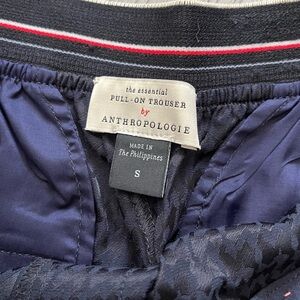 the essential
PULL-ON TROUSER
by
ANTHROPOLOGIE
MADE IN
The Philippines
S